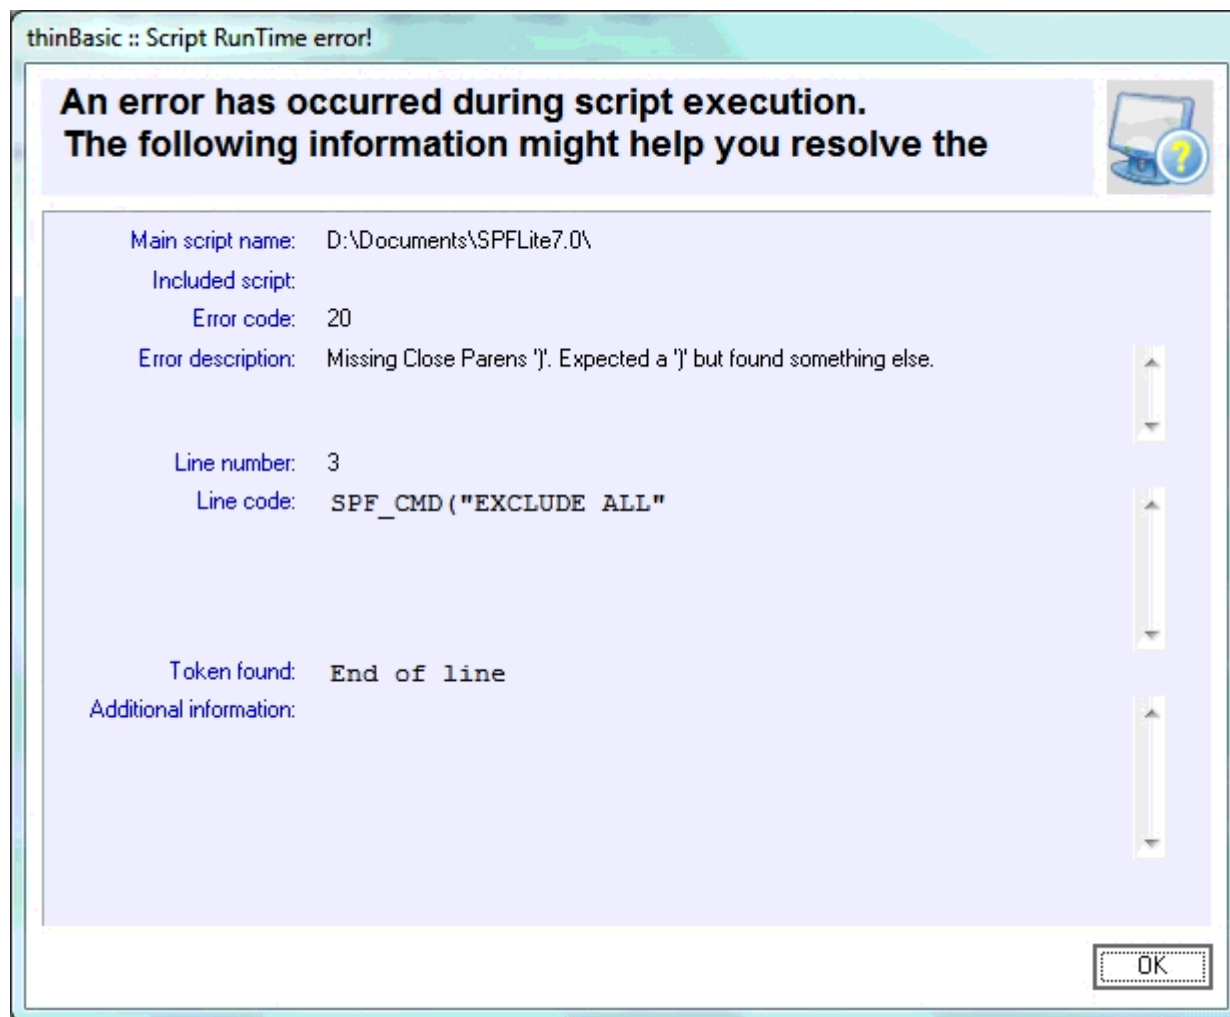 thinBasic :: Script RunTime error!
An error has occurred during script execution.
The following information might help you resolve the
Main script name: D:\Documents\SPFLite7.0\
Included script:
Error code: 20
Error description: Missing Close Parens ')'. Expected a ')' but found something else.
Line number: 3
Line code: SPF_CMD("EXCLUDE ALL"
Token found: End of line
Additional information:
?
OK